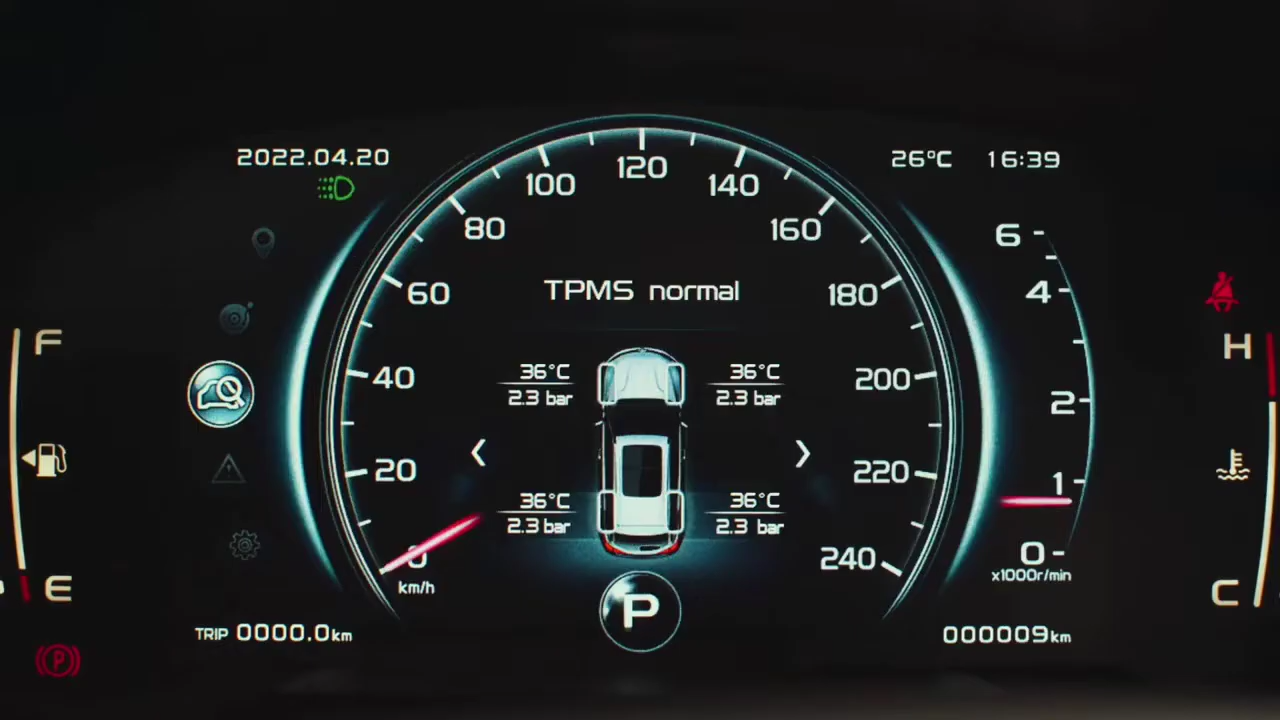 2022.04.20
26°C 16:39
120
100
140
80
160
6
TPMS normal
60
180
4
F
H
36°C
36°C
40
200
2.3 bar
2.3 bar
2
20
220
1
36°C
36°C
2.3 bar
2.3 bar
0
240
0
km/h
x1000r/min
E
C
P
TRIP 0000.0km
000009km
P